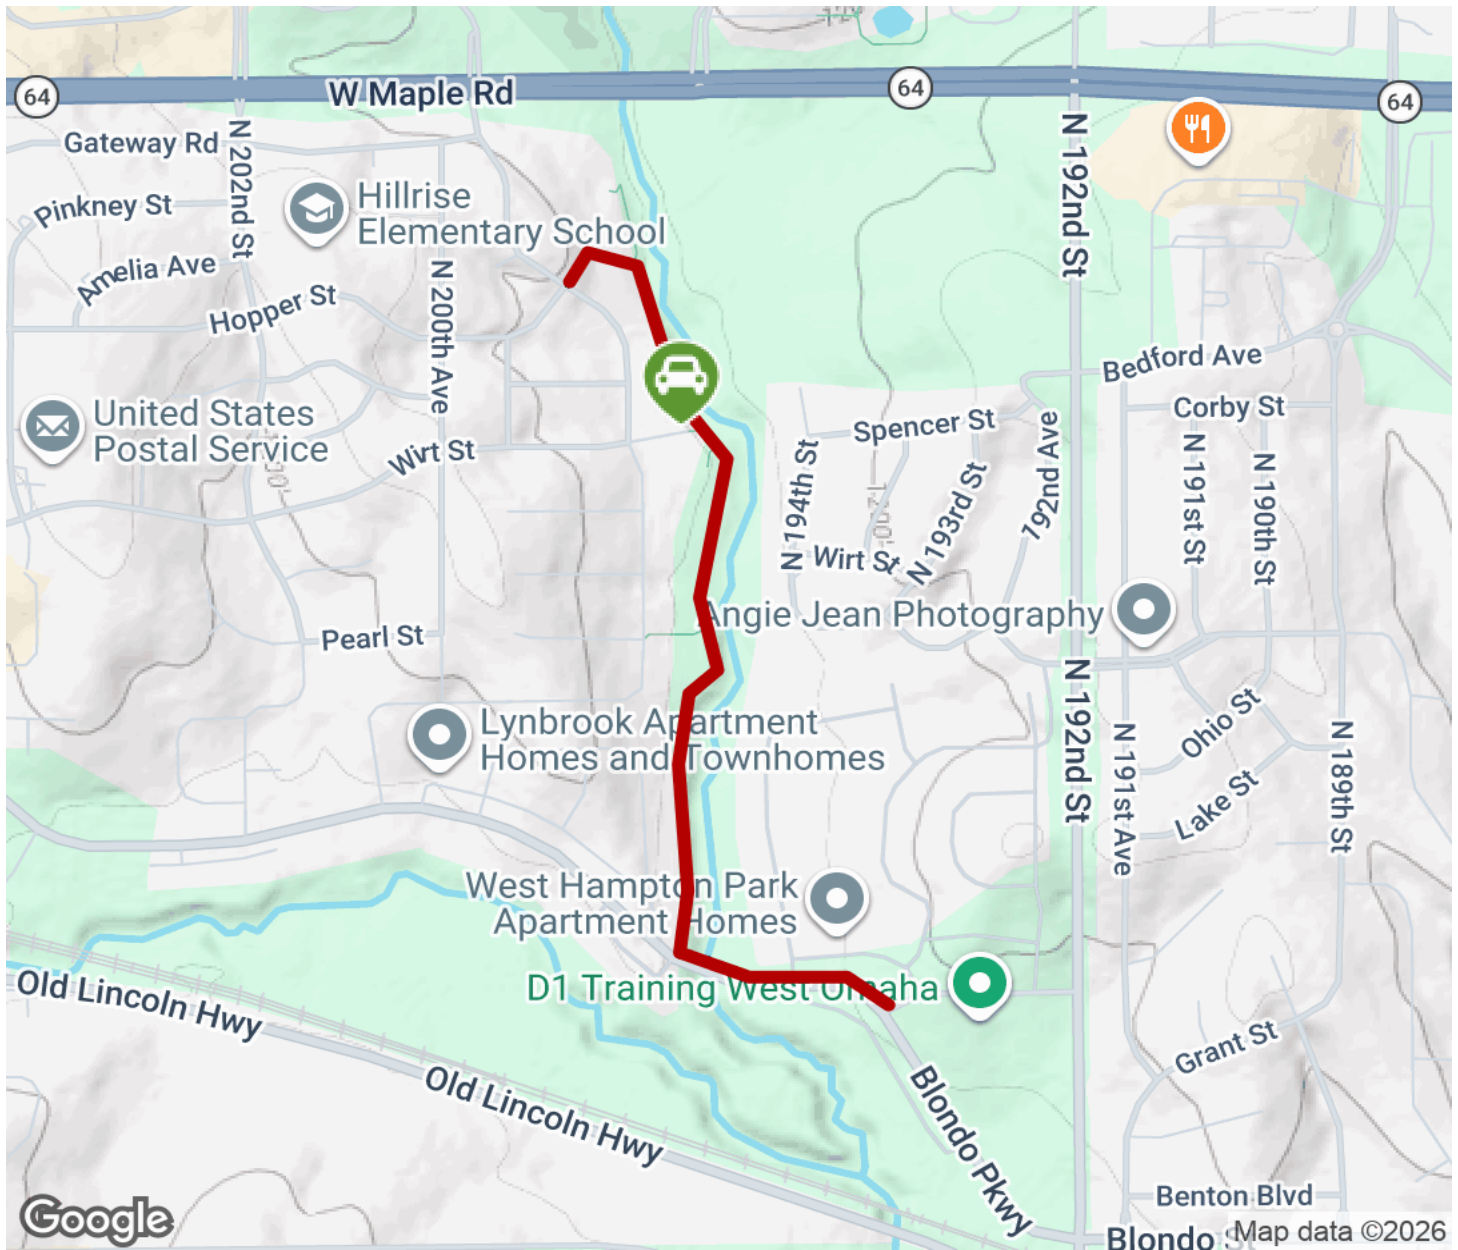 64
W Maple Rd
64
64
Gateway Rd
N 202nd St
N 192nd St
Pinkney St
Hillrise
Elementary School
Amelia Ave
Hopper St
N 200th Ave
Bedford Ave
United States
Postal Service
Corby St
Spencer St
Wirt St
N 194th St
N 193rd St
192nd Ave
N 191st St
N 190th St
1,200'
Wirt St
Angie Jean Photography
Pearl St
N 192nd St
Lynbrook Apartment
Homes and Townhomes
Ohio St
N 191st Ave
Lake St
N 189th St
West Hampton Park
Apartment Homes
D1 Training West Omaha
Old Lincoln Hwy
Old Lincoln Hwy
Grant St
Blondo Pkwy
Benton Blvd
Google
Blondo St
Map data ©2026